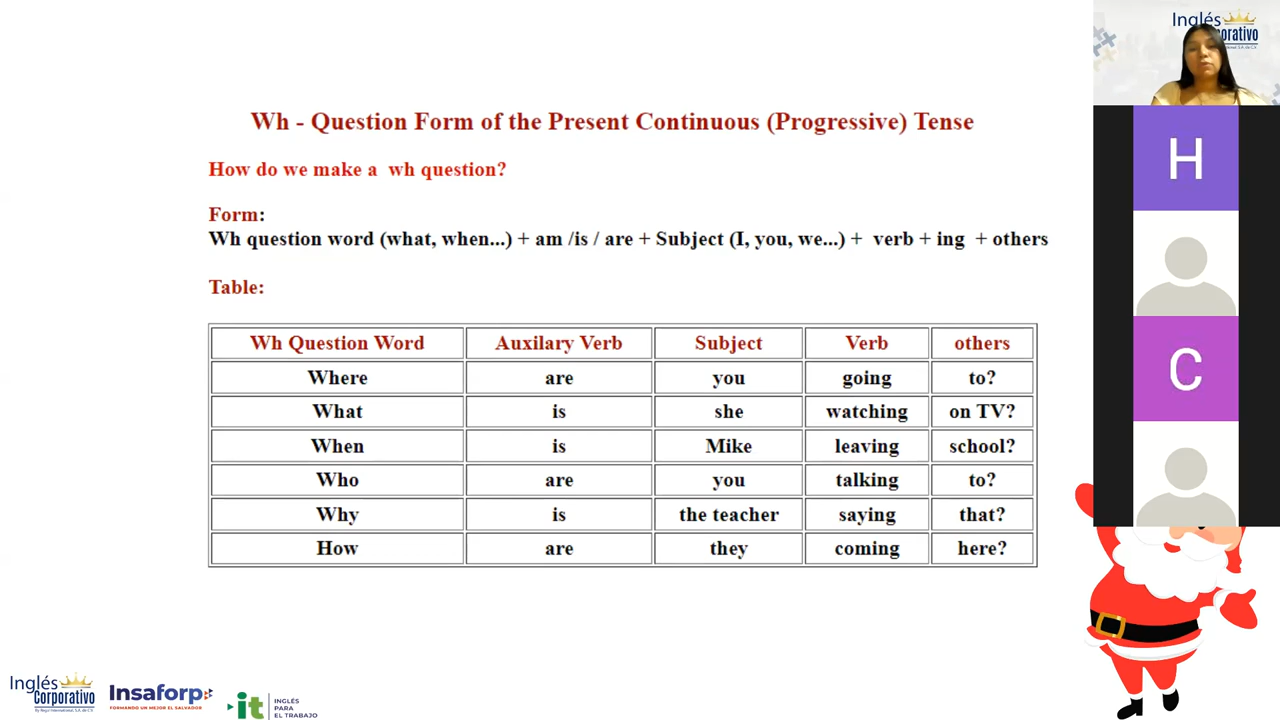 Wh - Question Form of the Present Continuous (Progressive) Tense
How do we make a wh question?
Form:
Wh question word (what, when...) + am /is / are + Subject (I, you, we...) + verb + ing + others
Table:
Wh Question Word Auxilary Verb Subject Verb others
Where are you going to?
What is she watching on TV?
When is Mike leaving school?
Who are you talking to?
Why is the teacher saying that?
How are they coming here?
Inglés
Corporativo
Insaforp
FORMANDO UN MEJOR EL SALVADOR
it
INGLÉS
PARA
EL TRABAJO
Inglés
orporativo
H
C